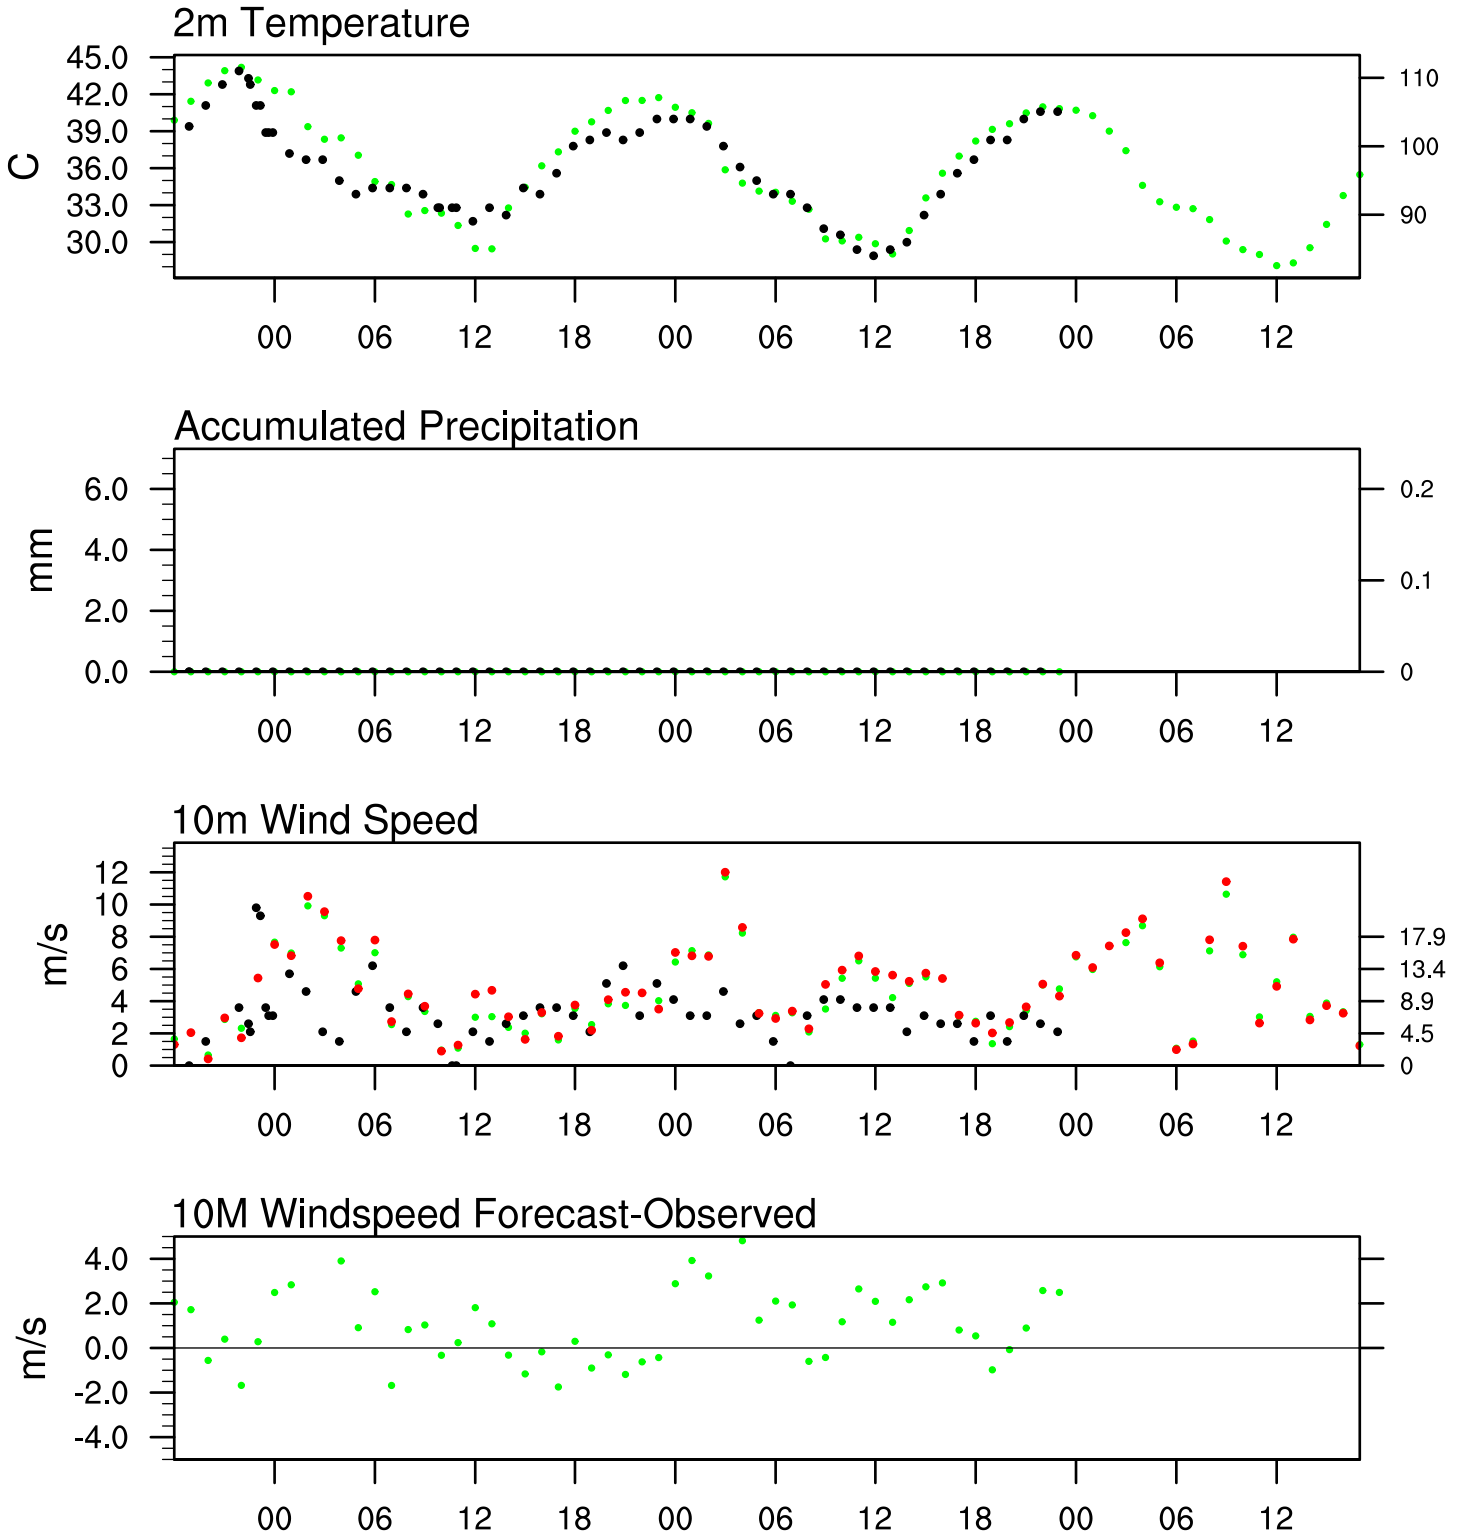 2m Temperature
45.0
42.0
39.0
36.0
33.0
30.0
C
110
100
90
00 06 12 18 00 06 12 18 00 06 12
Accumulated Precipitation
6.0
4.0
2.0
0.0
mm
0.2
0.1
0
00 06 12 18 00 06 12 18 00 06 12
10m Wind Speed
12
10
8
6
4
2
0
m/s
17.9
13.4
8.9
4.5
0
00 06 12 18 00 06 12 18 00 06 12
10M Windspeed Forecast-Observed
4.0
2.0
0.0
-2.0
-4.0
m/s
00 06 12 18 00 06 12 18 00 06 12